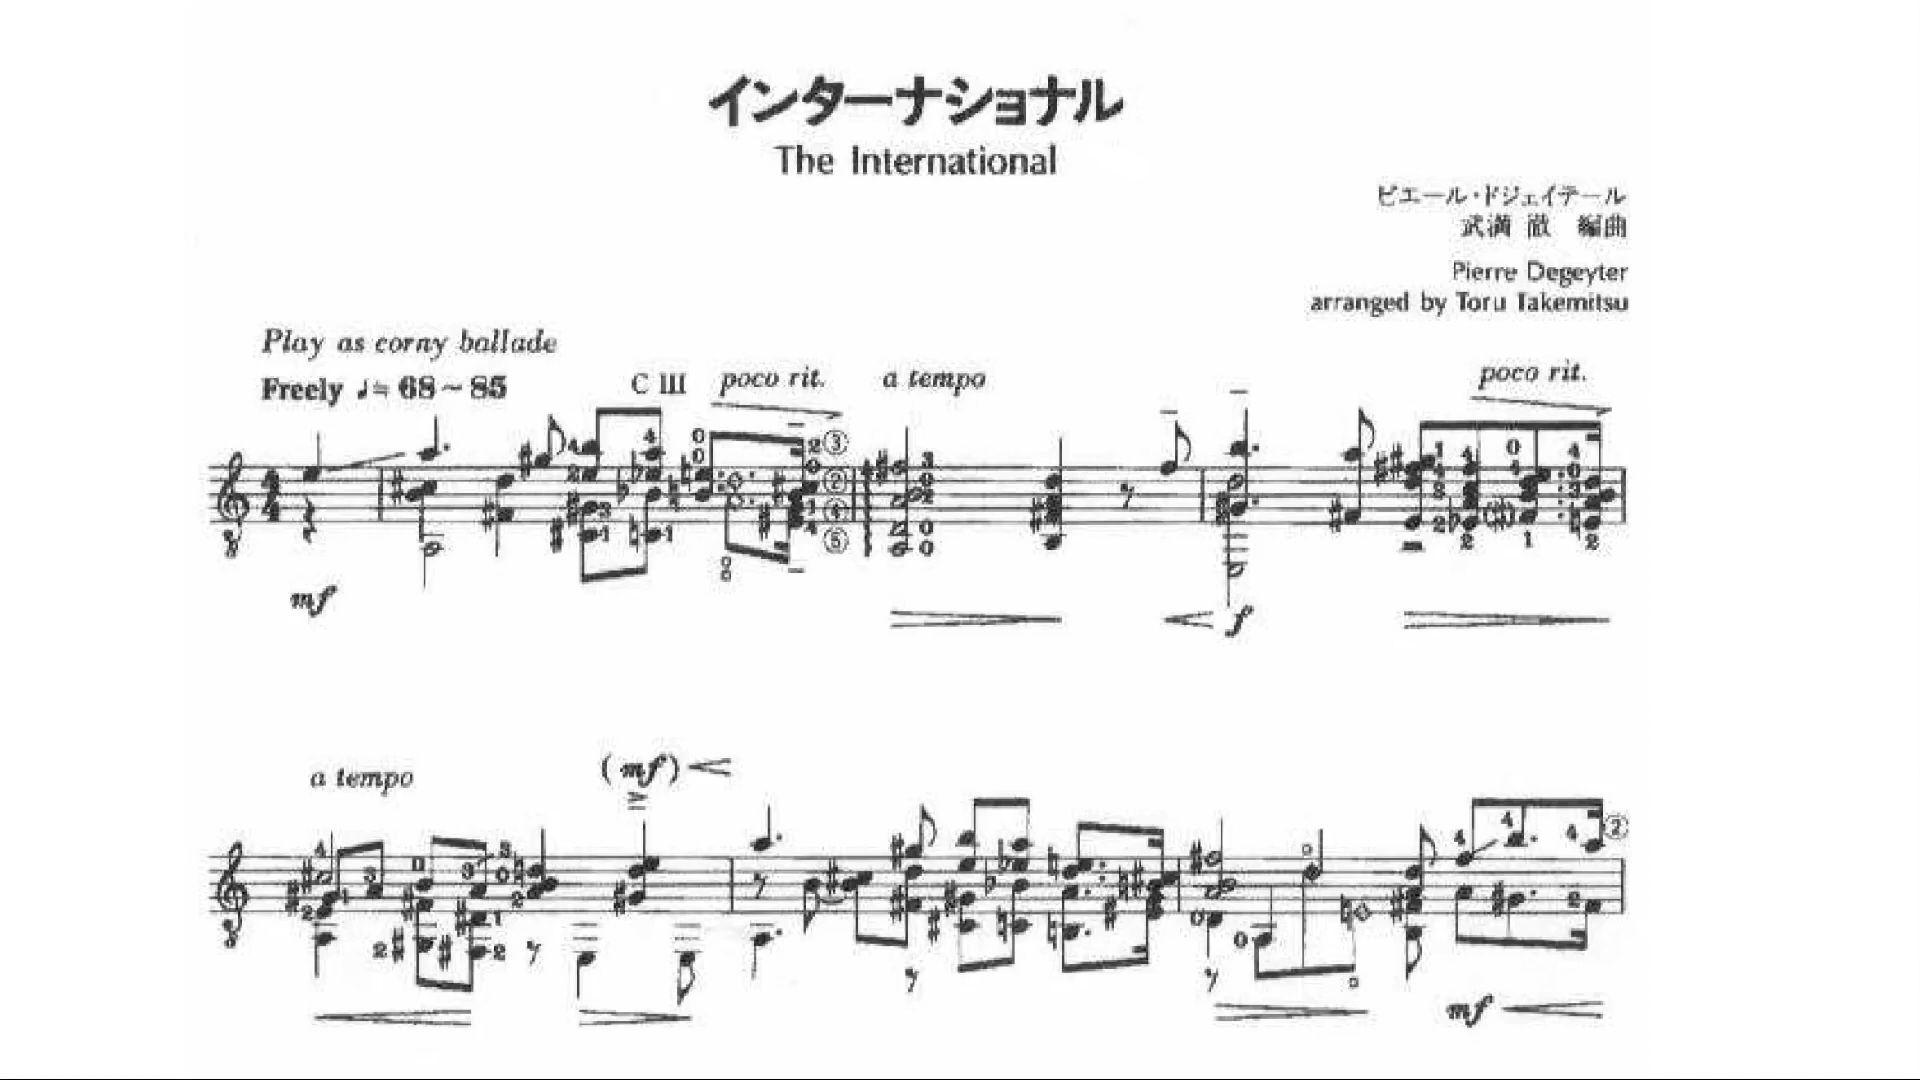 インターナショナル
The International
ピエール・ドジェイテール
武満 徹 編曲
Pierre Degeyter
arranged by Toru Takemitsu
Play as corny ballade
Freely ♩= 68 ~ 85
C III poco rit. a tempo poco rit.
mf f
a tempo
(mf)
mf